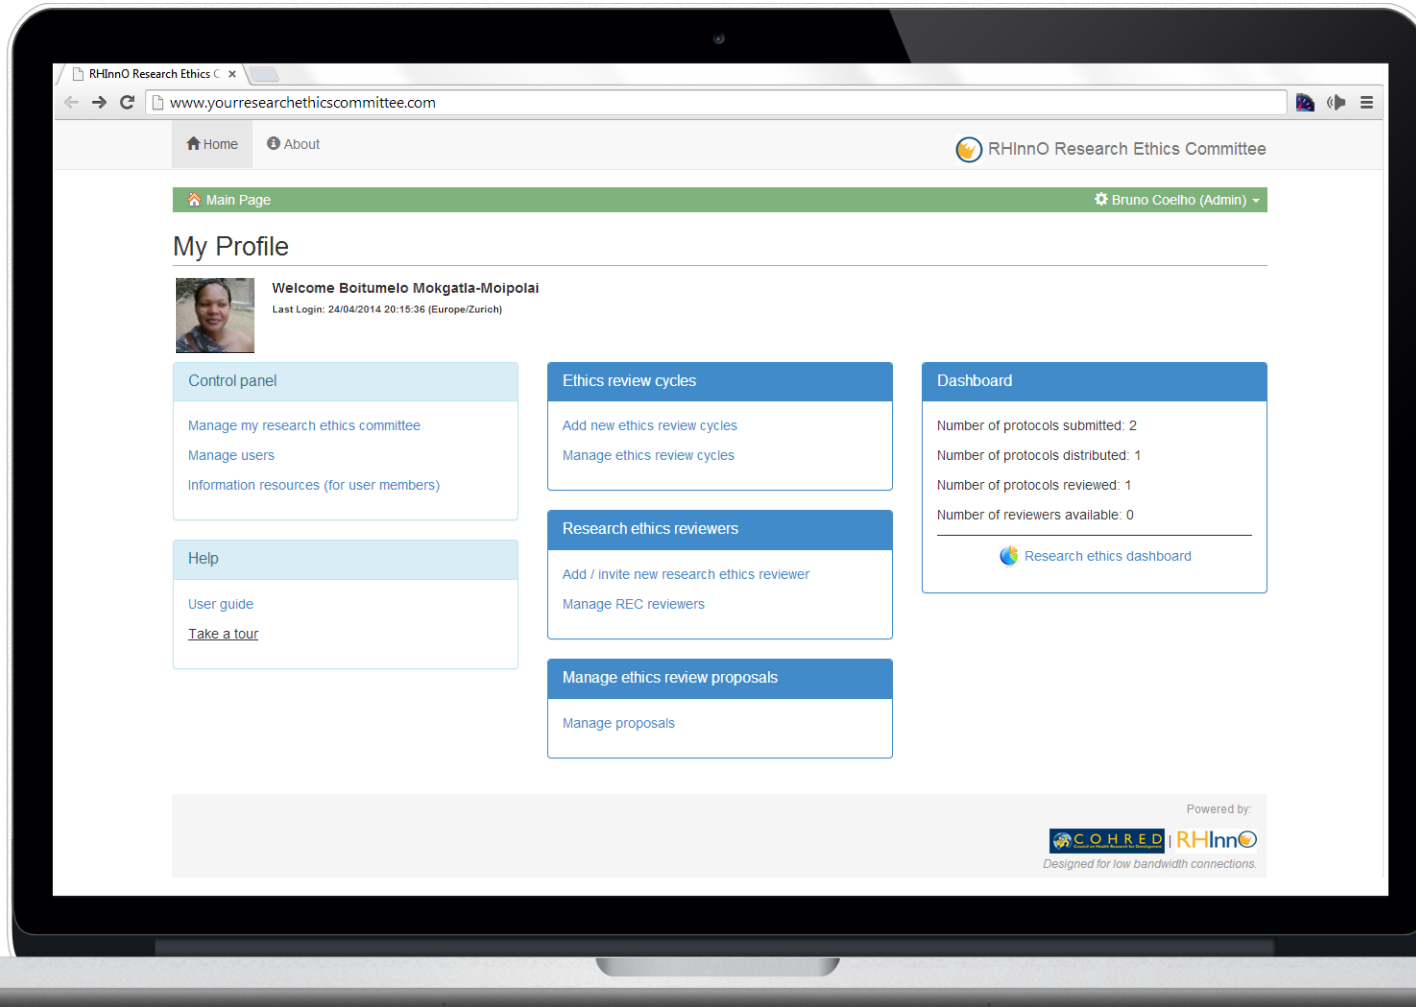 RHInnO Research Ethics C
www.yourresearchethicscommittee.com
Home
About
RHInnO Research Ethics Committee
Main Page
Bruno Coelho (Admin)
My Profile
Welcome Boitumelo Mokgatla-Moipolai
Last Login: 24/04/2014 20:15:36 (Europe/Zurich)
Control panel
Manage my research ethics committee
Manage users
Information resources (for user members)
Help
User guide
Take a tour
Ethics review cycles
Add new ethics review cycles
Manage ethics review cycles
Research ethics reviewers
Add / invite new research ethics reviewer
Manage REC reviewers
Manage ethics review proposals
Manage proposals
Dashboard
Number of protocols submitted: 2
Number of protocols distributed: 1
Number of protocols reviewed: 1
Number of reviewers available: 0
Research ethics dashboard
Powered by:
COHRED | RHInnO
Council on Health Research for Development
Designed for low bandwidth connections.